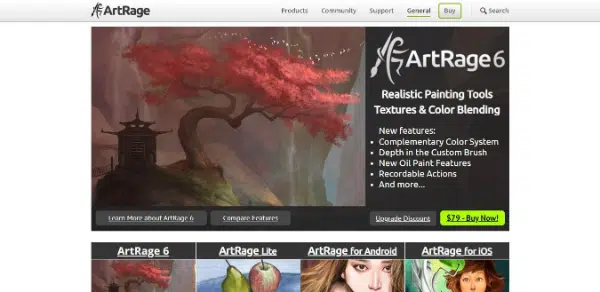 ArtRage
Products Community Support General Buy Search
ArtRage6
Realistic Painting Tools
Textures & Color Blending
New features:
• Complementary Color System
• Depth in the Custom Brush
• New Oil Paint Features
• Recordable Actions
• And more...
Learn More about ArtRage 6 Compare Features Upgrade Discount $79 - Buy Now!
ArtRage 6 ArtRage Lite ArtRage for Android ArtRage for iOS